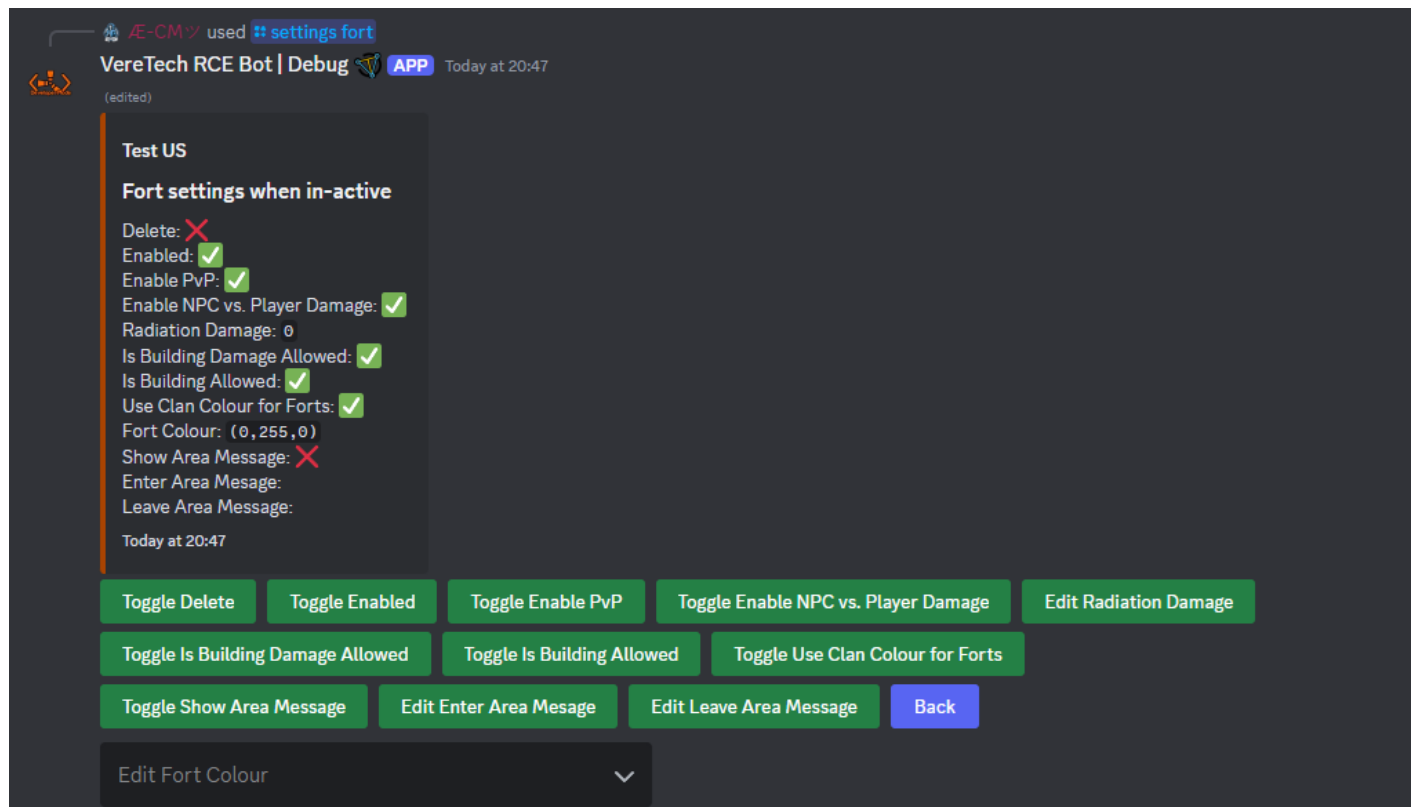 Æ-CMツ used settings fort
VereTech RCE Bot | Debug APP Today at 20:47
(edited)
Test US
Fort settings when in-active
Delete: ❌
Enabled: ✅
Enable PvP: ✅
Enable NPC vs. Player Damage: ✅
Radiation Damage: 0
Is Building Damage Allowed: ✅
Is Building Allowed: ✅
Use Clan Colour for Forts: ✅
Fort Colour: (0,255,0)
Show Area Message: ❌
Enter Area Mesage:
Leave Area Message:
Today at 20:47
Toggle Delete Toggle Enabled Toggle Enable PvP Toggle Enable NPC vs. Player Damage Edit Radiation Damage
Toggle Is Building Damage Allowed Toggle Is Building Allowed Toggle Use Clan Colour for Forts
Toggle Show Area Message Edit Enter Area Mesage Edit Leave Area Message Back
Edit Fort Colour